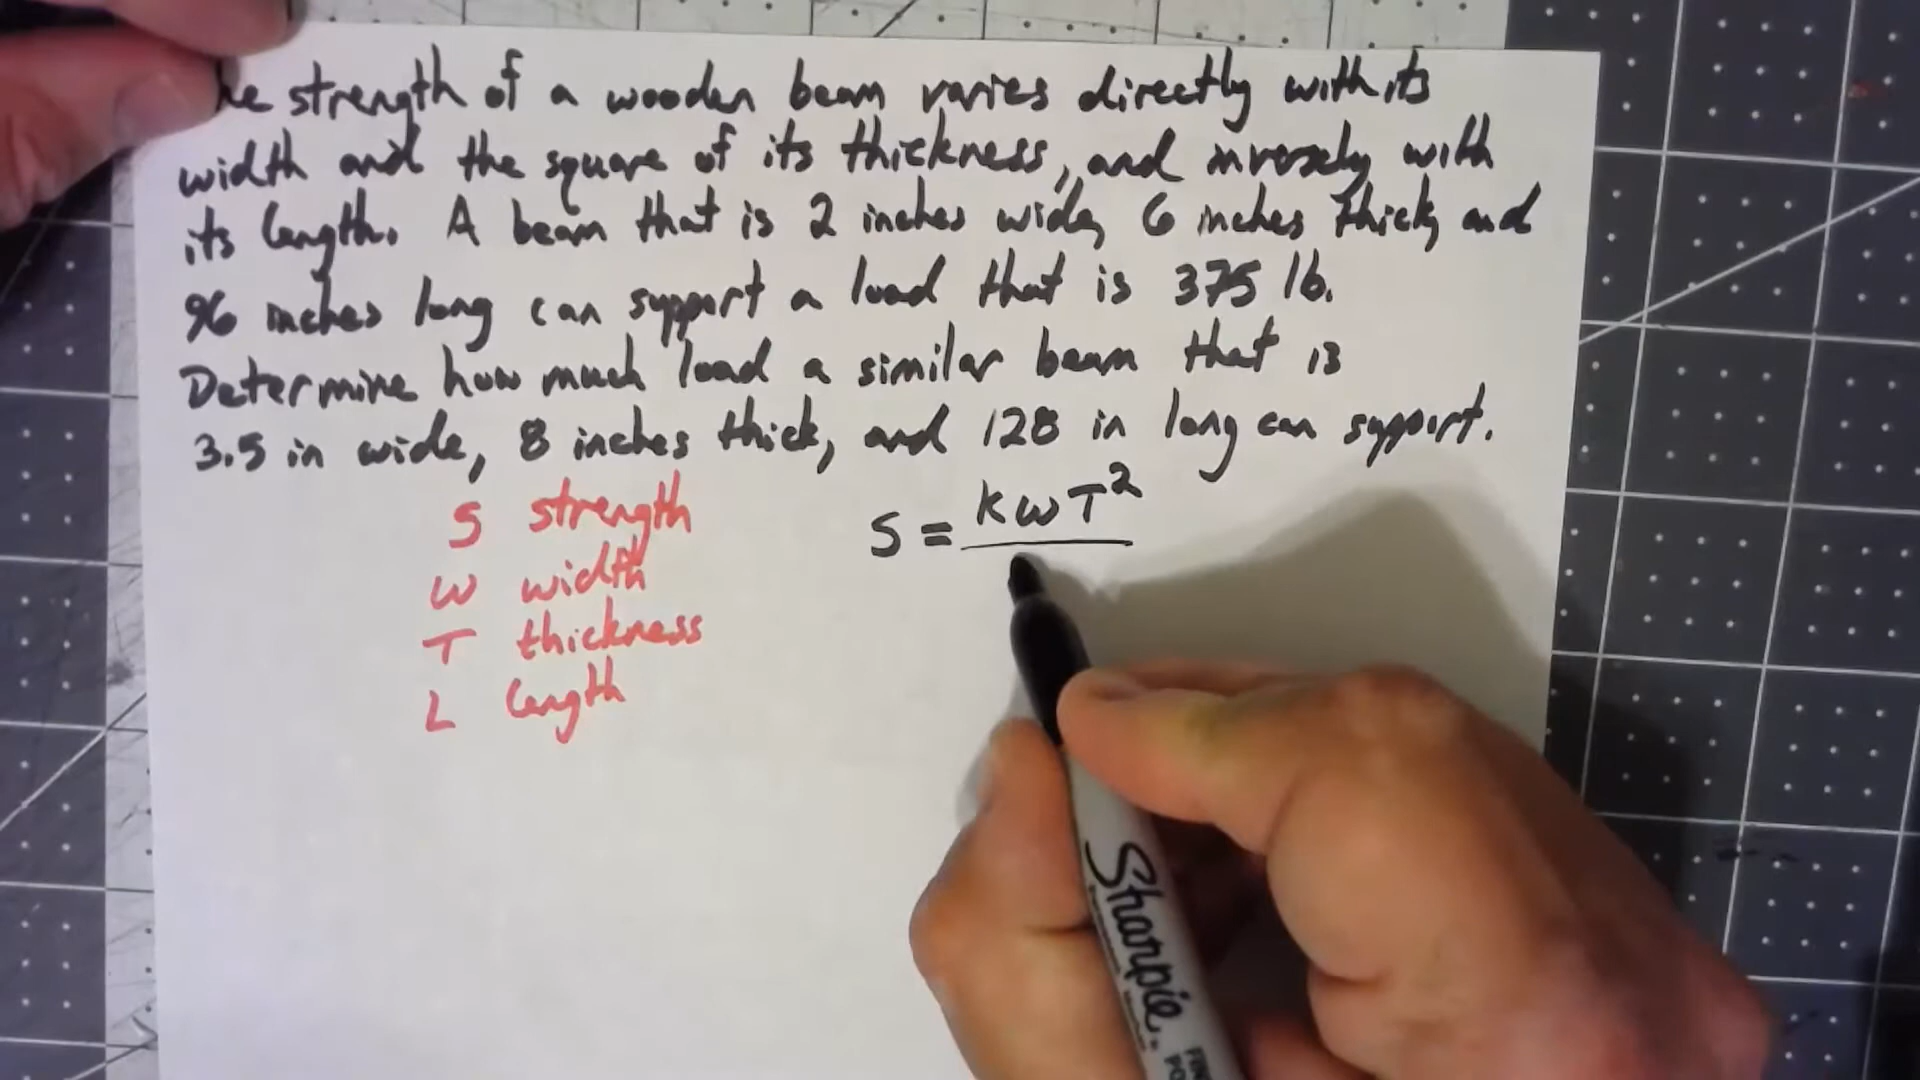 strength of a wooden beam varies directly with its
width and the square of its thickness, and inversely with
its length. A beam that is 2 inches wide, 6 inches thick, and
96 inches long can support a load that is 375 lb.
Determine how much load a similar beam that is
3.5 in wide, 8 inches thick, and 128 in long can support.
S strength
W width
T thickness
L length
S = KWT²
Sharpie.